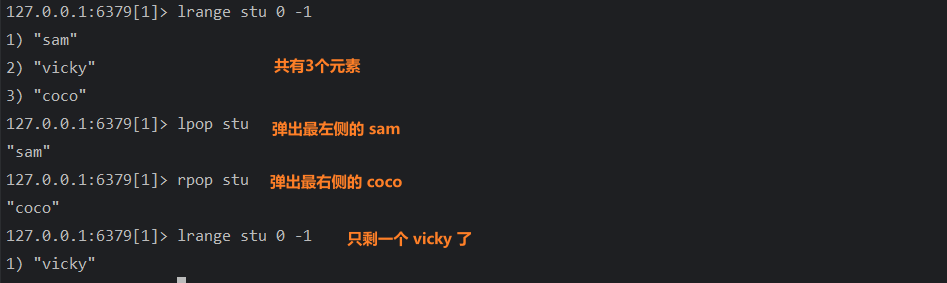 127.0.0.1:6379[1]> lrange stu 0 -1
1) "sam"
2) "vicky" 共有3个元素
3) "coco"
127.0.0.1:6379[1]> lpop stu 弹出最左侧的 sam
"sam"
127.0.0.1:6379[1]> rpop stu 弹出最右侧的 coco
"coco"
127.0.0.1:6379[1]> lrange stu 0 -1 只剩一个 vicky 了
1) "vicky"